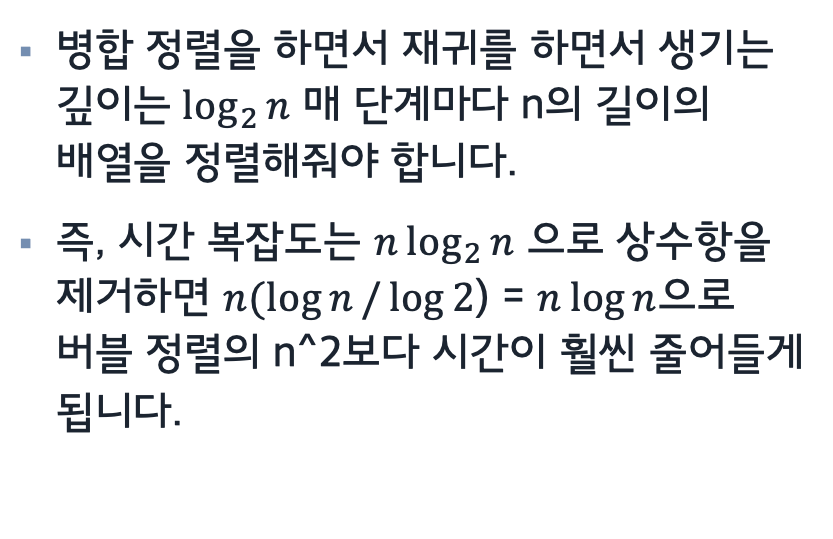 ▪ 병합 정렬을 하면서 재귀를 하면서 생기는
깊이는 log₂ n 매 단계마다 n의 길이의
배열을 정렬해줘야 합니다.
▪ 즉, 시간 복잡도는 n log₂ n 으로 상수항을
제거하면 n(log n / log 2) = n log n으로
버블 정렬의 n^2보다 시간이 훨씬 줄어들게
됩니다.